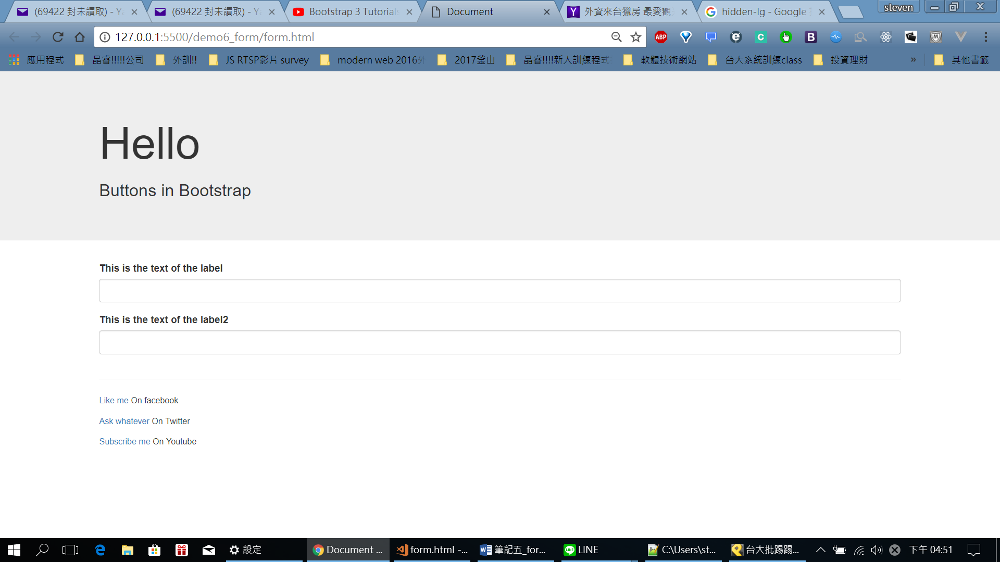 (69422 封未讀取) - Ya
(69422 封未讀取) - Ya
Bootstrap 3 Tutorials
Document
外資來台獵房 最愛觀
hidden-lg - Google
steven
127.0.0.1:5500/demo6_form/form.html
ABP
應用程式
晶睿!!!!!公司
外訓!!
JS RTSP影片 survey
modern web 2016外
2017釜山
晶睿!!!!新人訓練程式
軟體技術網站
台大系統訓練class
投資理財
»
其他書籤
Hello
Buttons in Bootstrap
This is the text of the label
This is the text of the label2
Like me On facebook
Ask whatever On Twitter
Subscribe me On Youtube
設定
Document ...
form.html -...
筆記五_for...
LINE
C:\Users\st...
台大批踢踢...
下午 04:51